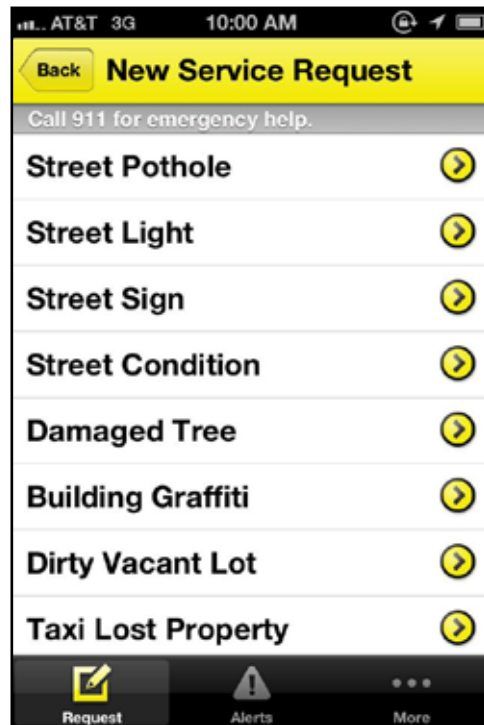 AT&T 3G 10:00 AM
Back New Service Request
Call 911 for emergency help.
Street Pothole
Street Light
Street Sign
Street Condition
Damaged Tree
Building Graffiti
Dirty Vacant Lot
Taxi Lost Property
Request Alerts More